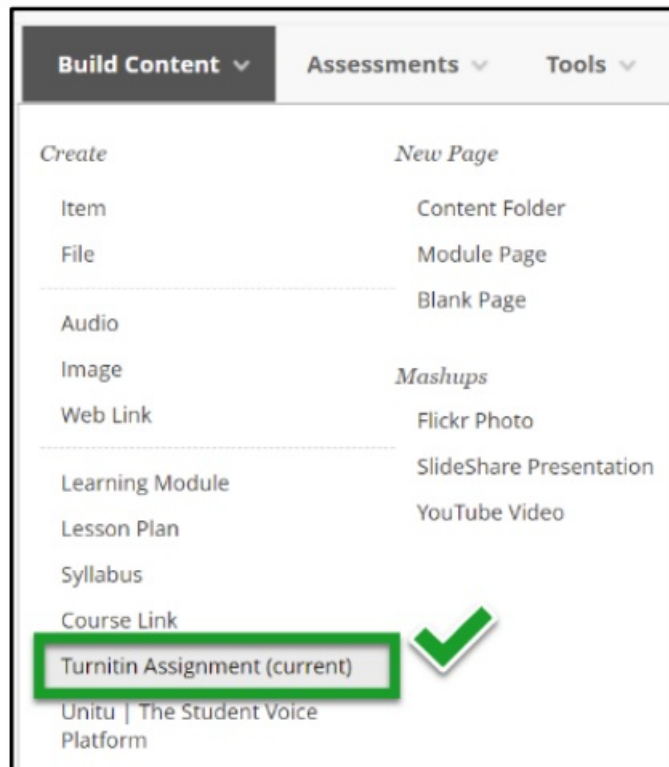 Build Content
Assessments
Tools
Create
Item
File
Audio
Image
Web Link
Learning Module
Lesson Plan
Syllabus
Course Link
Turnitin Assignment (current)
Unitu | The Student Voice
Platform
New Page
Content Folder
Module Page
Blank Page
Mashups
Flickr Photo
SlideShare Presentation
YouTube Video